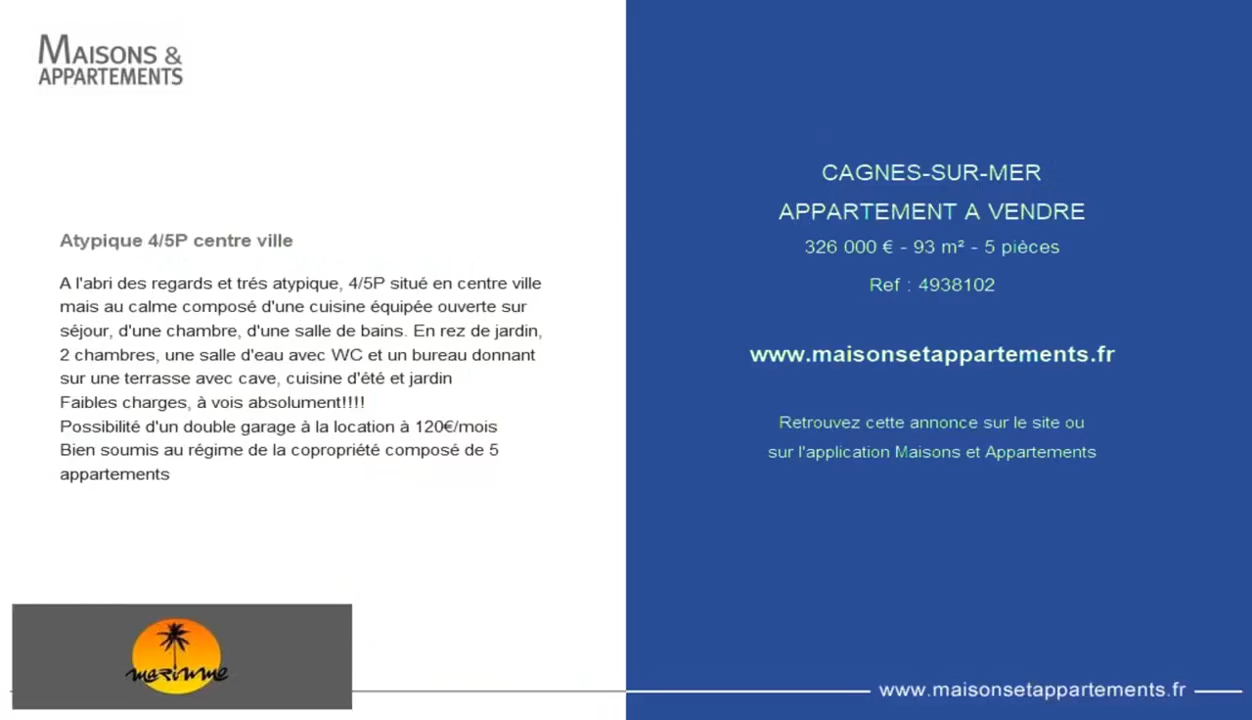 MAISONS &
APPARTEMENTS
Atypique 4/5P centre ville
A l'abri des regards et trés atypique, 4/5P situé en centre ville
mais au calme composé d'une cuisine équipée ouverte sur
séjour, d'une chambre, d'une salle de bains. En rez de jardin,
2 chambres, une salle d'eau avec WC et un bureau donnant
sur une terrasse avec cave, cuisine d'été et jardin
Faibles charges, à vois absolument!!!!
Possibilité d'un double garage à la location à 120€/mois
Bien soumis au régime de la copropriété composé de 5
appartements
CAGNES-SUR-MER
APPARTEMENT A VENDRE
326 000 € - 93 m² - 5 pièces
Ref : 4938102
www.maisonsetappartements.fr
Retrouvez cette annonce sur le site ou
sur l'application Maisons et Appartements
www.maisonsetappartements.fr